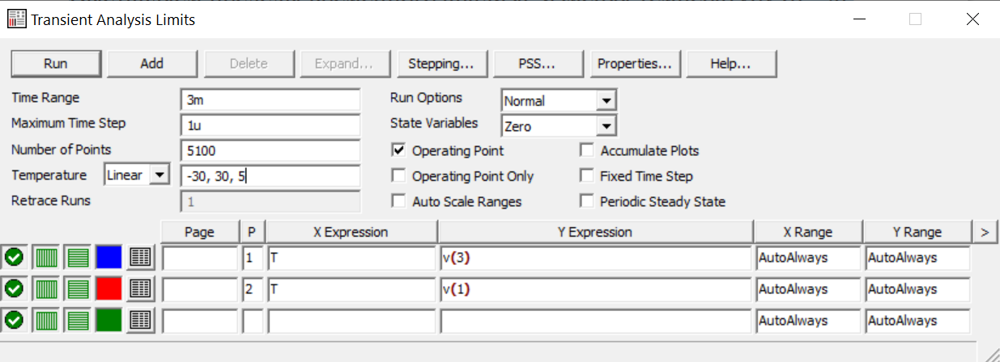 Transient Analysis Limits
Run Add Delete Expand... Stepping... PSS... Properties... Help...
Time Range 3m Run Options Normal
Maximum Time Step 1u State Variables Zero
Number of Points 5100 Operating Point Accumulate Plots
Temperature Linear -30, 30, 5 Operating Point Only Fixed Time Step
Retrace Runs 1 Auto Scale Ranges Periodic Steady State
Page P X Expression Y Expression X Range Y Range >
1 T v(3) AutoAlways AutoAlways
2 T v(1) AutoAlways AutoAlways
AutoAlways AutoAlways